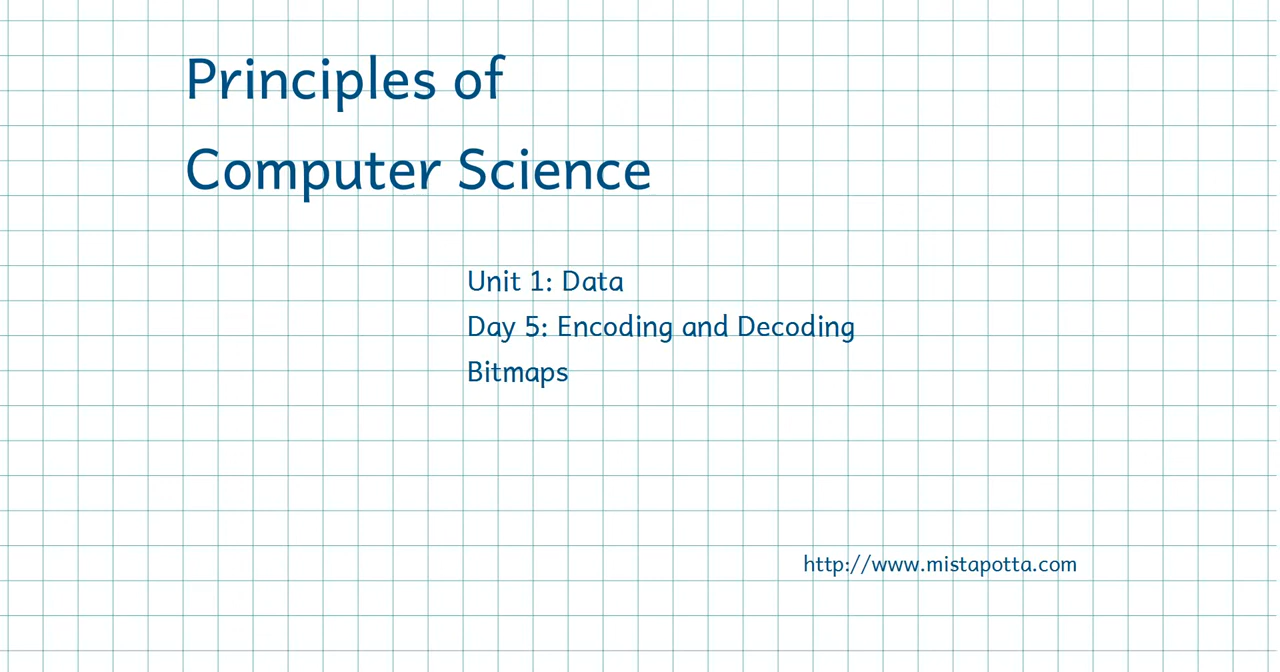 Principles of
Computer Science
Unit 1: Data
Day 5: Encoding and Decoding
Bitmaps
http://www.mistapotta.com